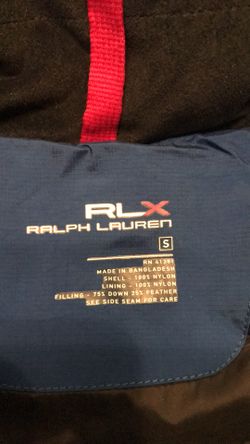 RLX
RALPH LAUREN
S
RN 41381
MADE IN BANGLADESH
SHELL - 100% NYLON
LINING - 100% NYLON
FILLING - 75% DOWN 25% FEATHER
SEE SIDE SEAM FOR CARE